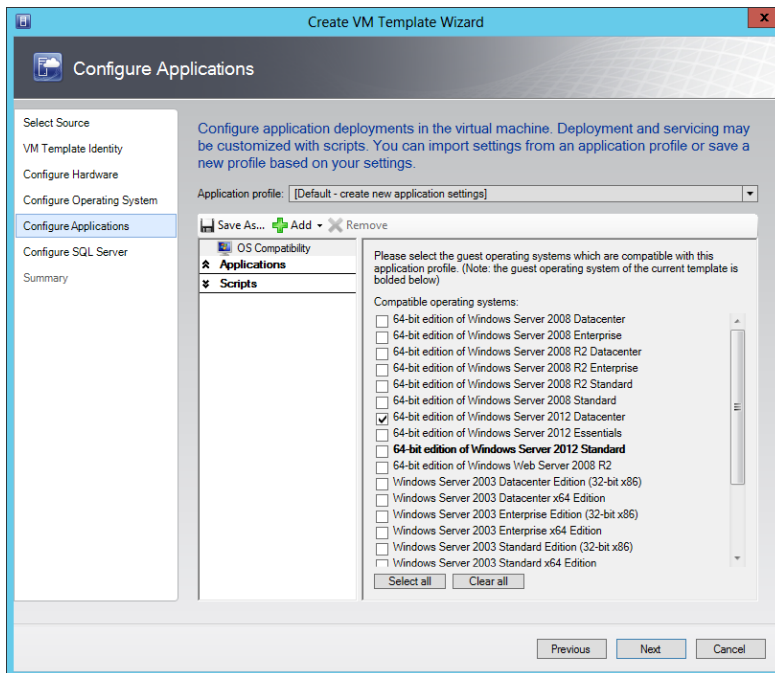 Create VM Template Wizard
x
Configure Applications
Select Source
VM Template Identity
Configure Hardware
Configure Operating System
Configure Applications
Configure SQL Server
Summary
Configure application deployments in the virtual machine. Deployment and servicing may
be customized with scripts. You can import settings from an application profile or save a
new profile based on your settings.
Application profile: [Default - create new application settings]
Save As... Add Remove
OS Compatibility
Applications
Scripts
Please select the guest operating systems which are compatible with this
application profile. (Note: the guest operating system of the current template is
bolded below)
Compatible operating systems:
64-bit edition of Windows Server 2008 Datacenter
64-bit edition of Windows Server 2008 Enterprise
64-bit edition of Windows Server 2008 R2 Datacenter
64-bit edition of Windows Server 2008 R2 Enterprise
64-bit edition of Windows Server 2008 R2 Standard
64-bit edition of Windows Server 2008 Standard
64-bit edition of Windows Server 2012 Datacenter
64-bit edition of Windows Server 2012 Essentials
64-bit edition of Windows Server 2012 Standard
64-bit edition of Windows Web Server 2008 R2
Windows Server 2003 Datacenter Edition (32-bit x86)
Windows Server 2003 Datacenter x64 Edition
Windows Server 2003 Enterprise Edition (32-bit x86)
Windows Server 2003 Enterprise x64 Edition
Windows Server 2003 Standard Edition (32-bit x86)
Windows Server 2003 Standard x64 Edition
Select all Clear all
Previous Next Cancel